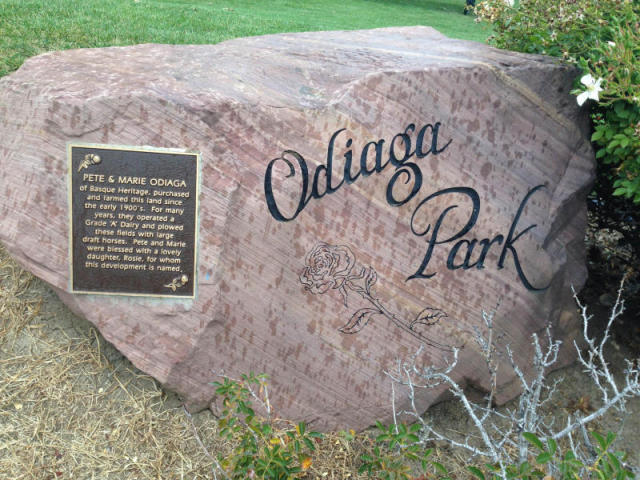 PETE & MARIE ODIAGA
of Basque Heritage, purchased
and farmed this land since
the early 1900's. For many
years, they operated a
Grade 'A' Dairy and plowed
these fields with large
draft horses. Pete and Marie
were blessed with a lovely
daughter, Rosie, for whom
this development is named.
Odiaga
Park